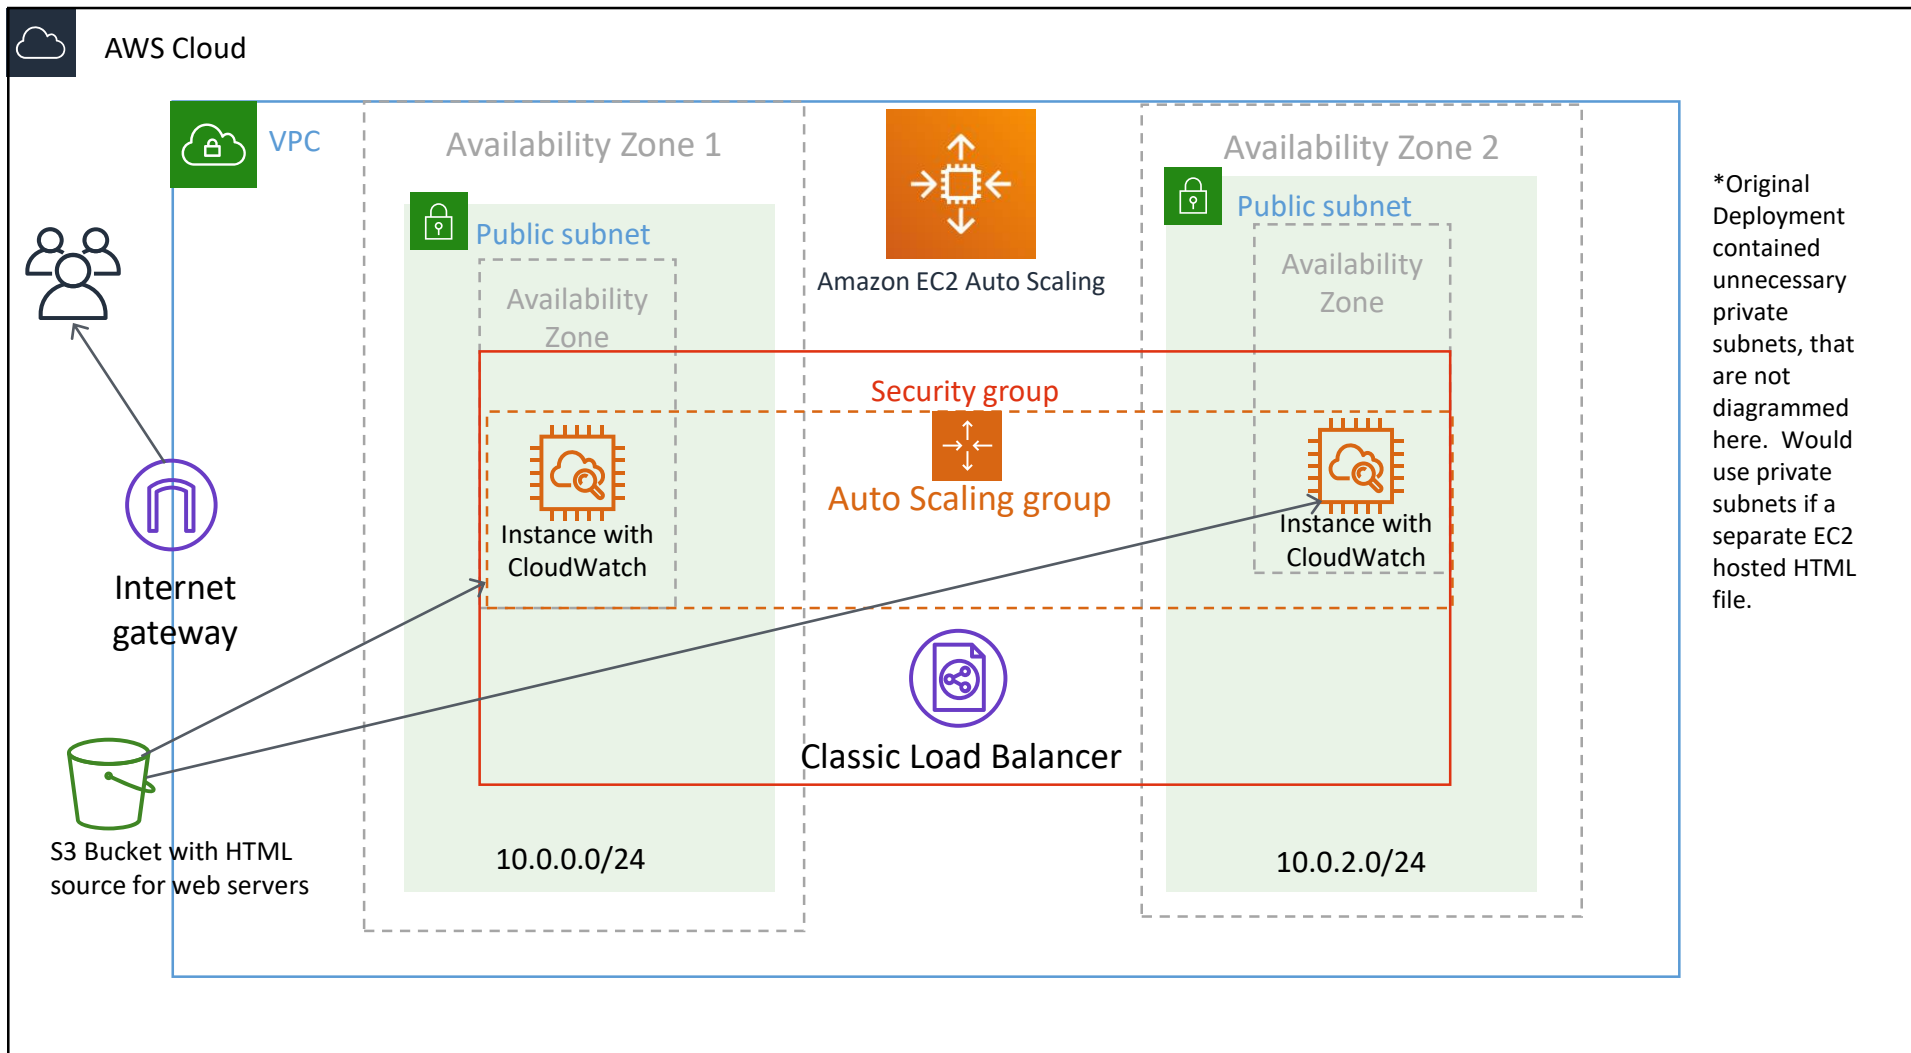 AWS Cloud
VPC
Availability Zone 1
Public subnet
Availability
Zone
Amazon EC2 Auto Scaling
Availability Zone 2
Public subnet
Availability
Zone
Security group
Auto Scaling group
Instance with
CloudWatch
Instance with
CloudWatch
Internet
gateway
Classic Load Balancer
S3 Bucket with HTML
source for web servers
10.0.0.0/24
10.0.2.0/24
*Original
Deployment
contained
unnecessary
private
subnets, that
are not
diagrammed
here.  Would
use private
subnets if a
separate EC2
hosted HTML
file.